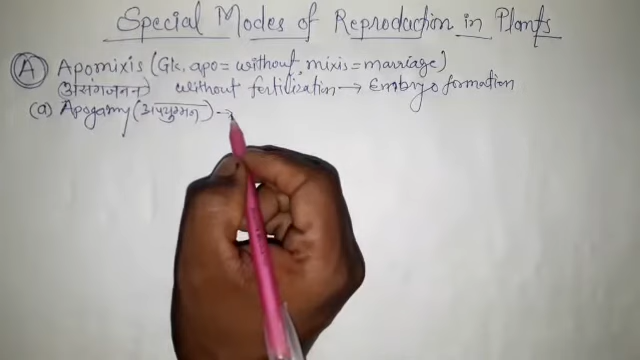 Special Modes of Reproduction in Plants
(A) Apomixis (Gk, apo = without, mixis = marriage)
(असंगजनन) without fertilization → Embryo formation
(a) Apogamy (अपयुग्मन) →